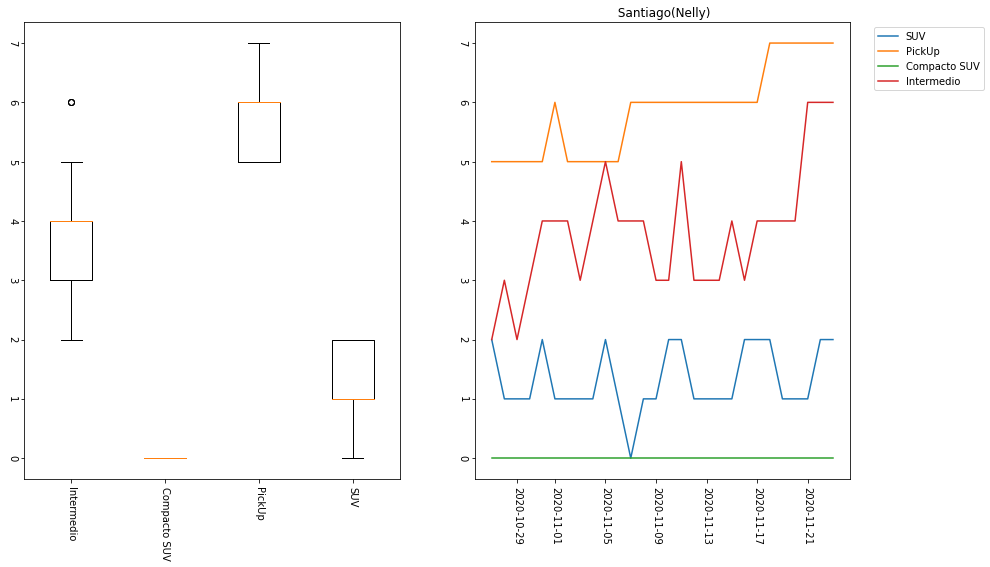 7
6
5
4
3
2
1
0
Intermedio
Compacto SUV
PickUp
SUV
Santiago(Nelly)
7
6
5
4
3
2
1
0
2020-10-29
2020-11-01
2020-11-05
2020-11-09
2020-11-13
2020-11-17
2020-11-21
SUV
PickUp
Compacto SUV
Intermedio